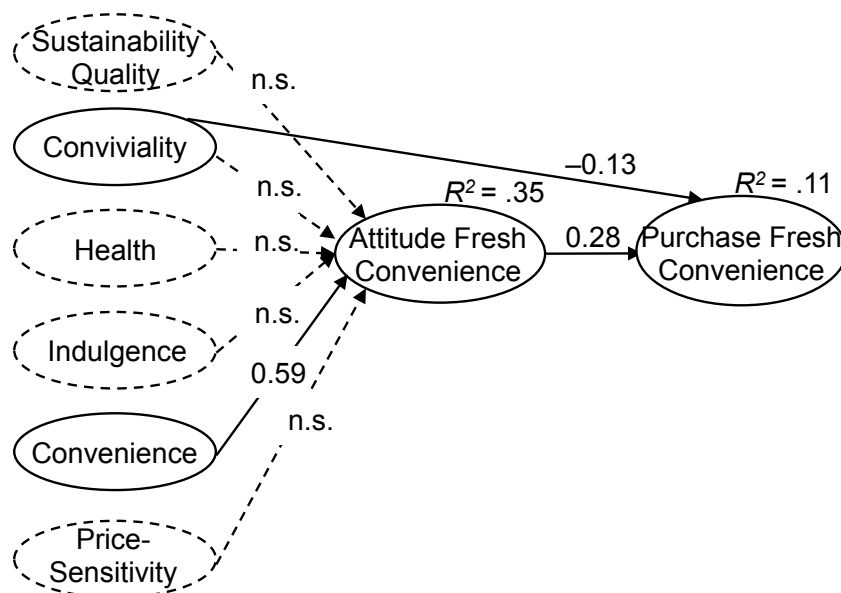 Sustainability
Quality
n.s.
Conviviality
–0.13
n.s.
R² = .35
R² = .11
Health
n.s.
Attitude Fresh
Convenience
0.28
Purchase Fresh
Convenience
Indulgence
n.s.
0.59
n.s.
Convenience
Price-
Sensitivity